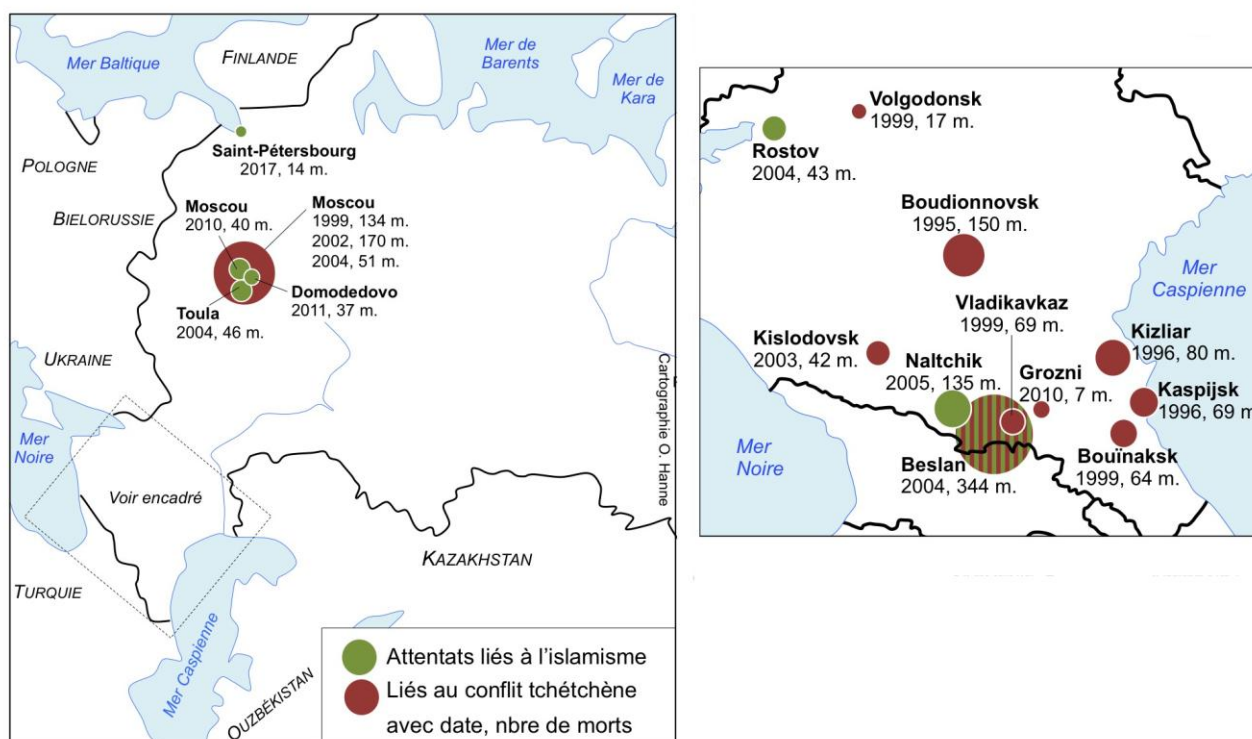 Mer Baltique
FINLANDE
Mer de
Barents
Mer de
Kara
Saint-Pétersbourg
2017, 14 m.
POLOGNE
BIELORUSSIE
Moscou
2010, 40 m.
Moscou
1999, 134 m.
2002, 170 m.
2004, 51 m.
Domodedovo
2011, 37 m.
Toula
2004, 46 m.
UKRAINE
Mer
Noire
Voir encadré
KAZAKHSTAN
TURQUIE
Mer Caspienne
OUZBÉKISTAN
Cartographie O. Hanne
Attentats liés à l'islamisme
Liés au conflit tchétchène
avec date, nbre de morts
Volgodonsk
1999, 17 m.
Rostov
2004, 43 m.
Boudionnovsk
1995, 150 m.
Mer
Caspienne
Vladikavkaz
1999, 69 m.
Kislodovsk
2003, 42 m.
Naltchik
2005, 135 m.
Grozni
2010, 7 m.
Kizliar
1996, 80 m.
Kaspijsk
1996, 69 m
Bouïnaksk
1999, 64 m.
Mer
Noire
Beslan
2004, 344 m.